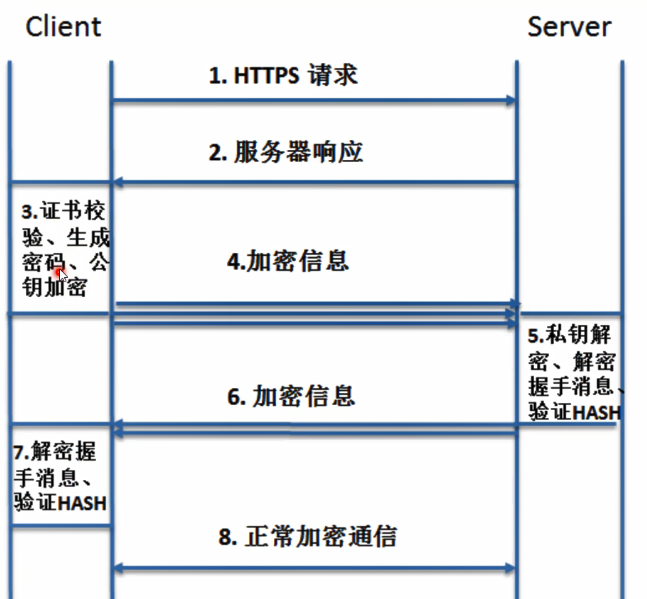 Client
Server
1. HTTPS 请求
2. 服务器响应
3.证书校
验、生成
密码、公
钥加密
4.加密信息
5.私钥解
密、解密
握手消息、
验证HASH
6. 加密信息
7.解密握
手消息、
验证HASH
8. 正常加密通信